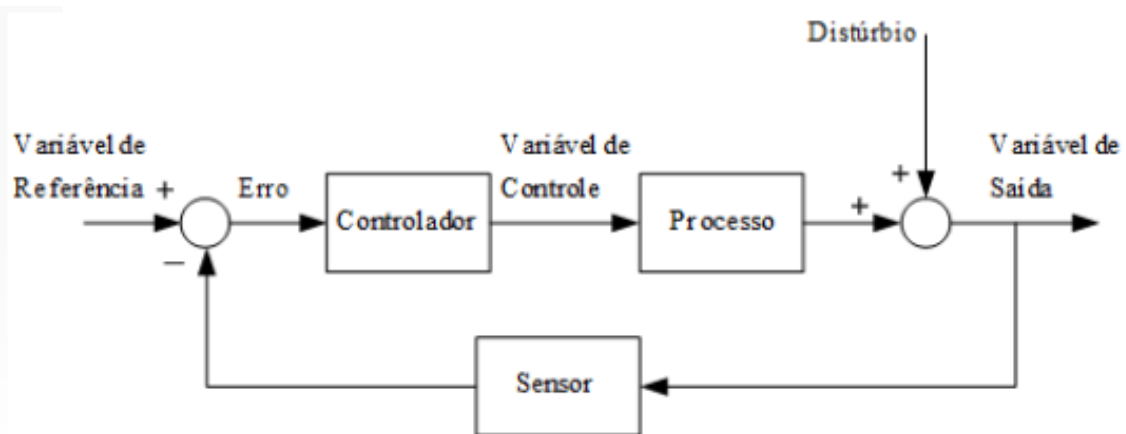 Distúrbio
Variável de
Referência +
Erro
Controlador
Variável de
Controle
Processo
+
+
Variável de
Saída
−
Sensor